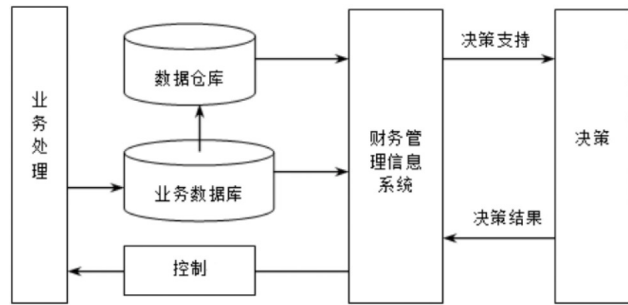 业
务
处
理
数据仓库
业务数据库
控制
财务管
理信息
系统
决策支持
决策结果
决策